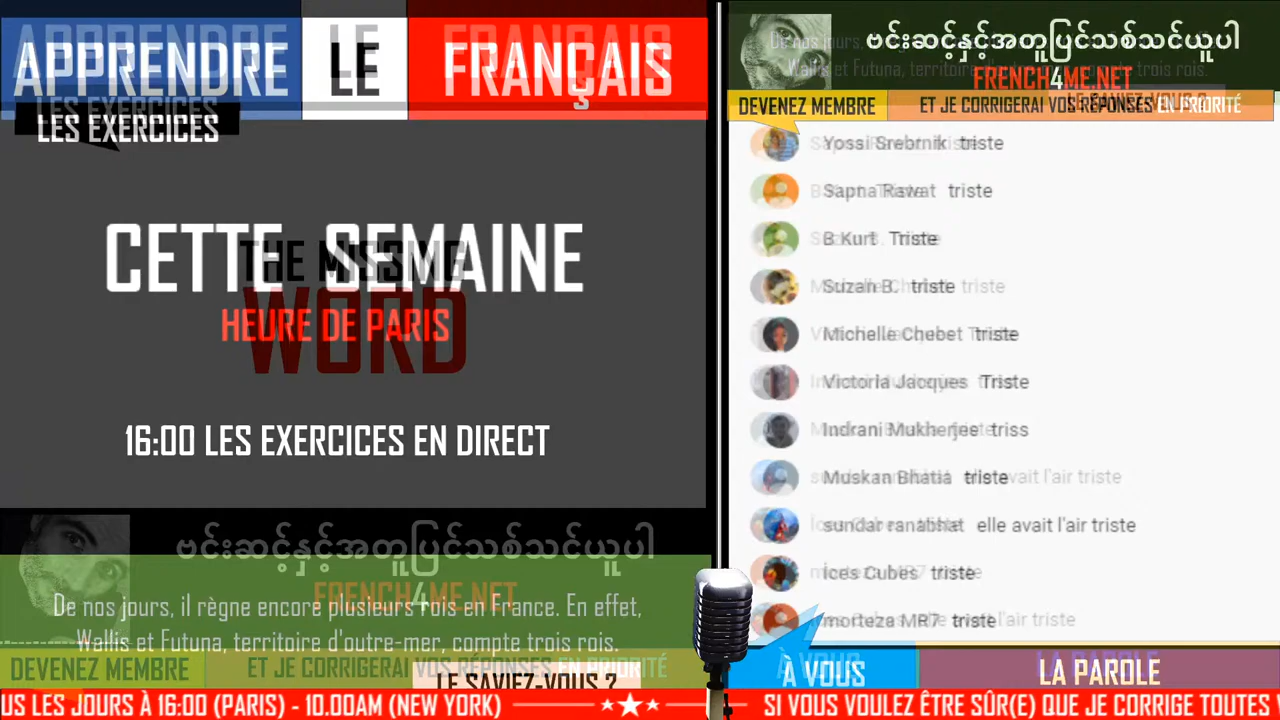 APPRENDRE LE FRANÇAIS
LES EXERCICES
CETTE SEMAINE
THE MISSING
WORD
HEURE DE PARIS
16:00 LES EXERCICES EN DIRECT
ဗင်းဆင့်နှင့်အတူပြင်သစ်သင်ယူပါ
FRENCH4ME.NET
De nos jours, il règne encore plusieurs rois en France. En effet,
Wallis et Futuna, territoire d'outre-mer, compte trois rois.
DEVENEZ MEMBRE ET JE CORRIGERAI VOS RÉPONSES EN PRIORITÉ
LE SAVIEZ-VOUS ?
ဗင်းဆင့်နှင့်အတူပြင်သစ်သင်ယူပါ
FRENCH4ME.NET
DEVENEZ MEMBRE ET JE CORRIGERAI VOS RÉPONSES EN PRIORITÉ
Yossi Srebrnik triste
Sapna Rawat triste
B Kurt Triste
Suzan B. triste
Michelle Chebet triste
Victoria Jacques Triste
Indrani Mukherjee triss
Muskan Bhatia triste
sundar ranabhat elle avait l'air triste
Ices Cubes triste
morteza MR7 triste
À VOUS LA PAROLE
US LES JOURS À 16:00 (PARIS) - 10.00AM (NEW YORK) SI VOUS VOULEZ ÊTRE SÛR(E) QUE JE CORRIGE TOUTES